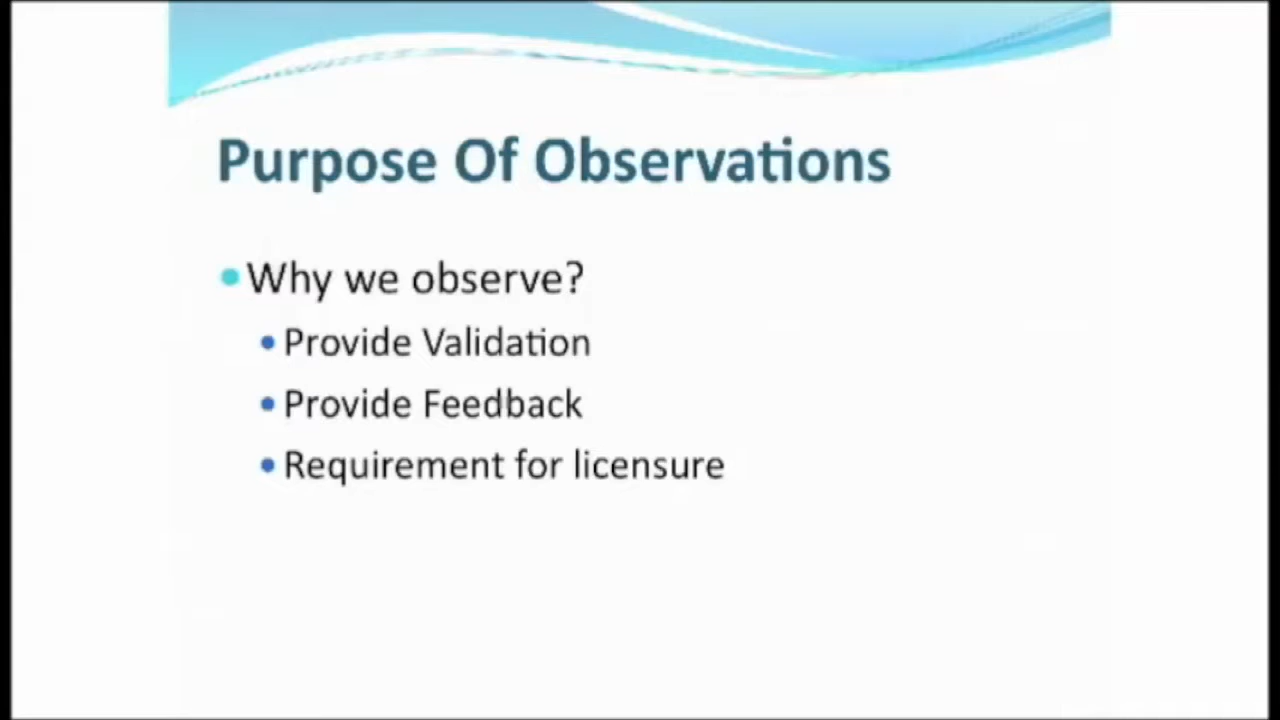 Purpose Of Observations
Why we observe?
Provide Validation
Provide Feedback
Requirement for licensure